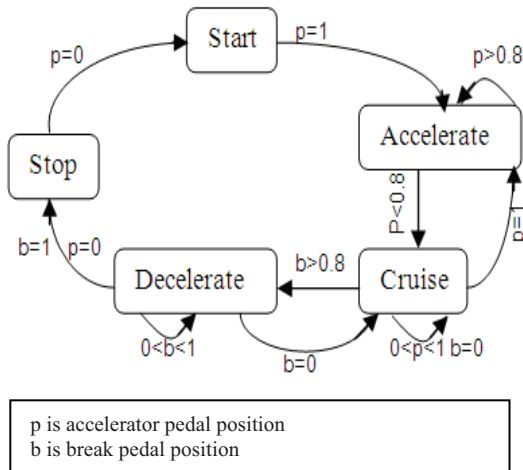 Start
p=0
p=1
p>0.8
Accelerate
Stop
P<0.8
p=1
b=1 p=0
Decelerate
b>0.8
Cruise
0<b<1
b=0
0<p<1 b=0
p is accelerator pedal position
b is break pedal position